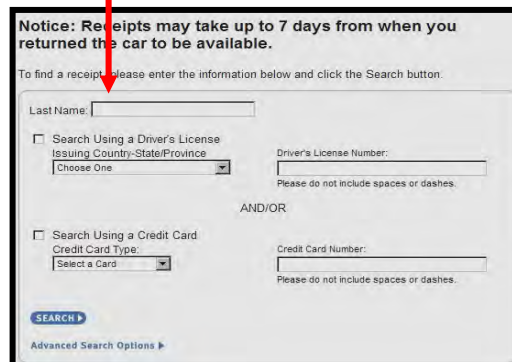 Notice: Receipts may take up to 7 days from when you
returned the car to be available.
To find a receipt, please enter the information below and click the Search button.
Last Name:
Search Using a Driver's License
Issuing Country-State/Province
Driver's License Number:
Choose One
Please do not include spaces or dashes.
AND/OR
Search Using a Credit Card
Credit Card Type:
Credit Card Number:
Select a Card
Please do not include spaces or dashes.
SEARCH
Advanced Search Options